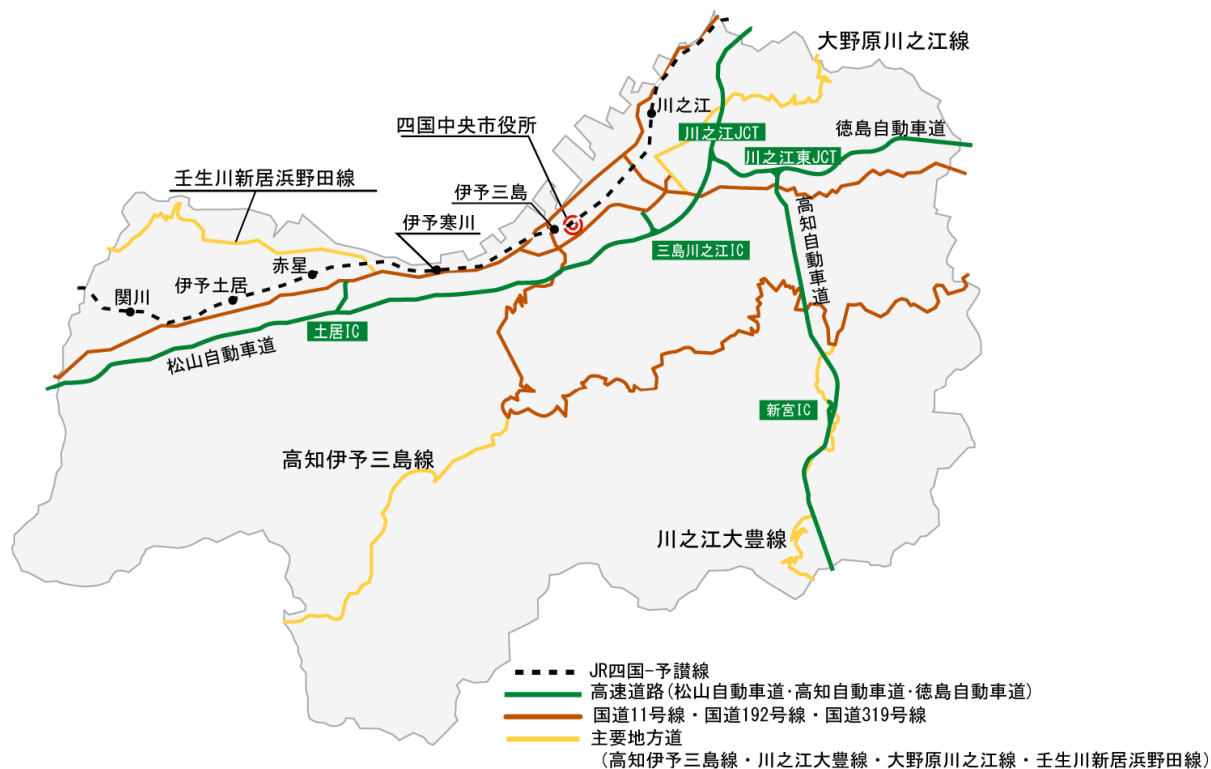 大野原川之江線
川之江
四国中央市役所
川之江JCT
徳島自動車道
川之江東JCT
壬生川新居浜野田線
伊予三島
伊予寒川
高知自動車道
三島川之江IC
赤星
伊予土居
関川
土居IC
松山自動車道
新宮IC
高知伊予三島線
川之江大豊線
JR四国-予讃線
高速道路(松山自動車道・高知自動車道・徳島自動車道)
国道11号線・国道192号線・国道319号線
主要地方道
(高知伊予三島線・川之江大豊線・大野原川之江線・壬生川新居浜野田線)